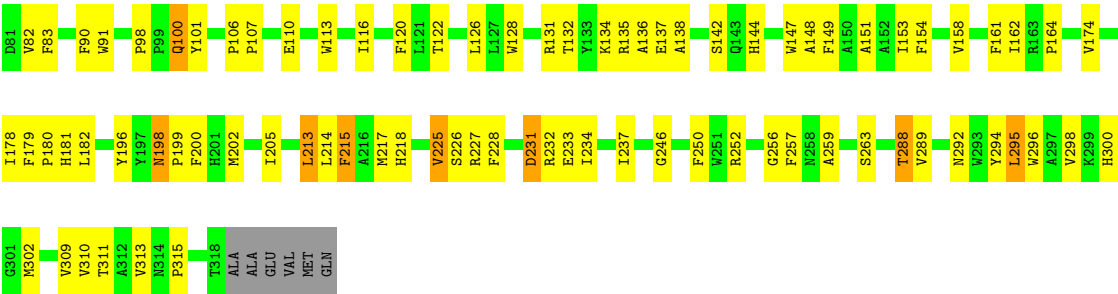 D81 V82 F83 F90 W91 P98 P99 Q100 Y101 P106 P107 E110 W113 I116 F120 L121 T122 L126 L127 W128 R131 T132 Y133 K134 R135 A136 E137 A138 S142 Q143 H144 W147 A148 F149 A150 A151 A152 I153 F154 V158 F161 I162 R163 P164 V174
I178 F179 P180 H181 L182 Y196 Y197 N198 P199 F200 H201 M202 I205 L213 L214 F215 A216 M217 H218 V225 S226 R227 F228 D231 R232 E233 I234 I237 G246 F250 W251 R252 G256 F257 N258 A259 S263 T288 V289 N292 W293 Y294 L295 W296 A297 V298 K299 H300
G301 M302 V309 V310 T311 A312 V313 N314 P315 T318 ALA ALA GLU VAL MET GLN